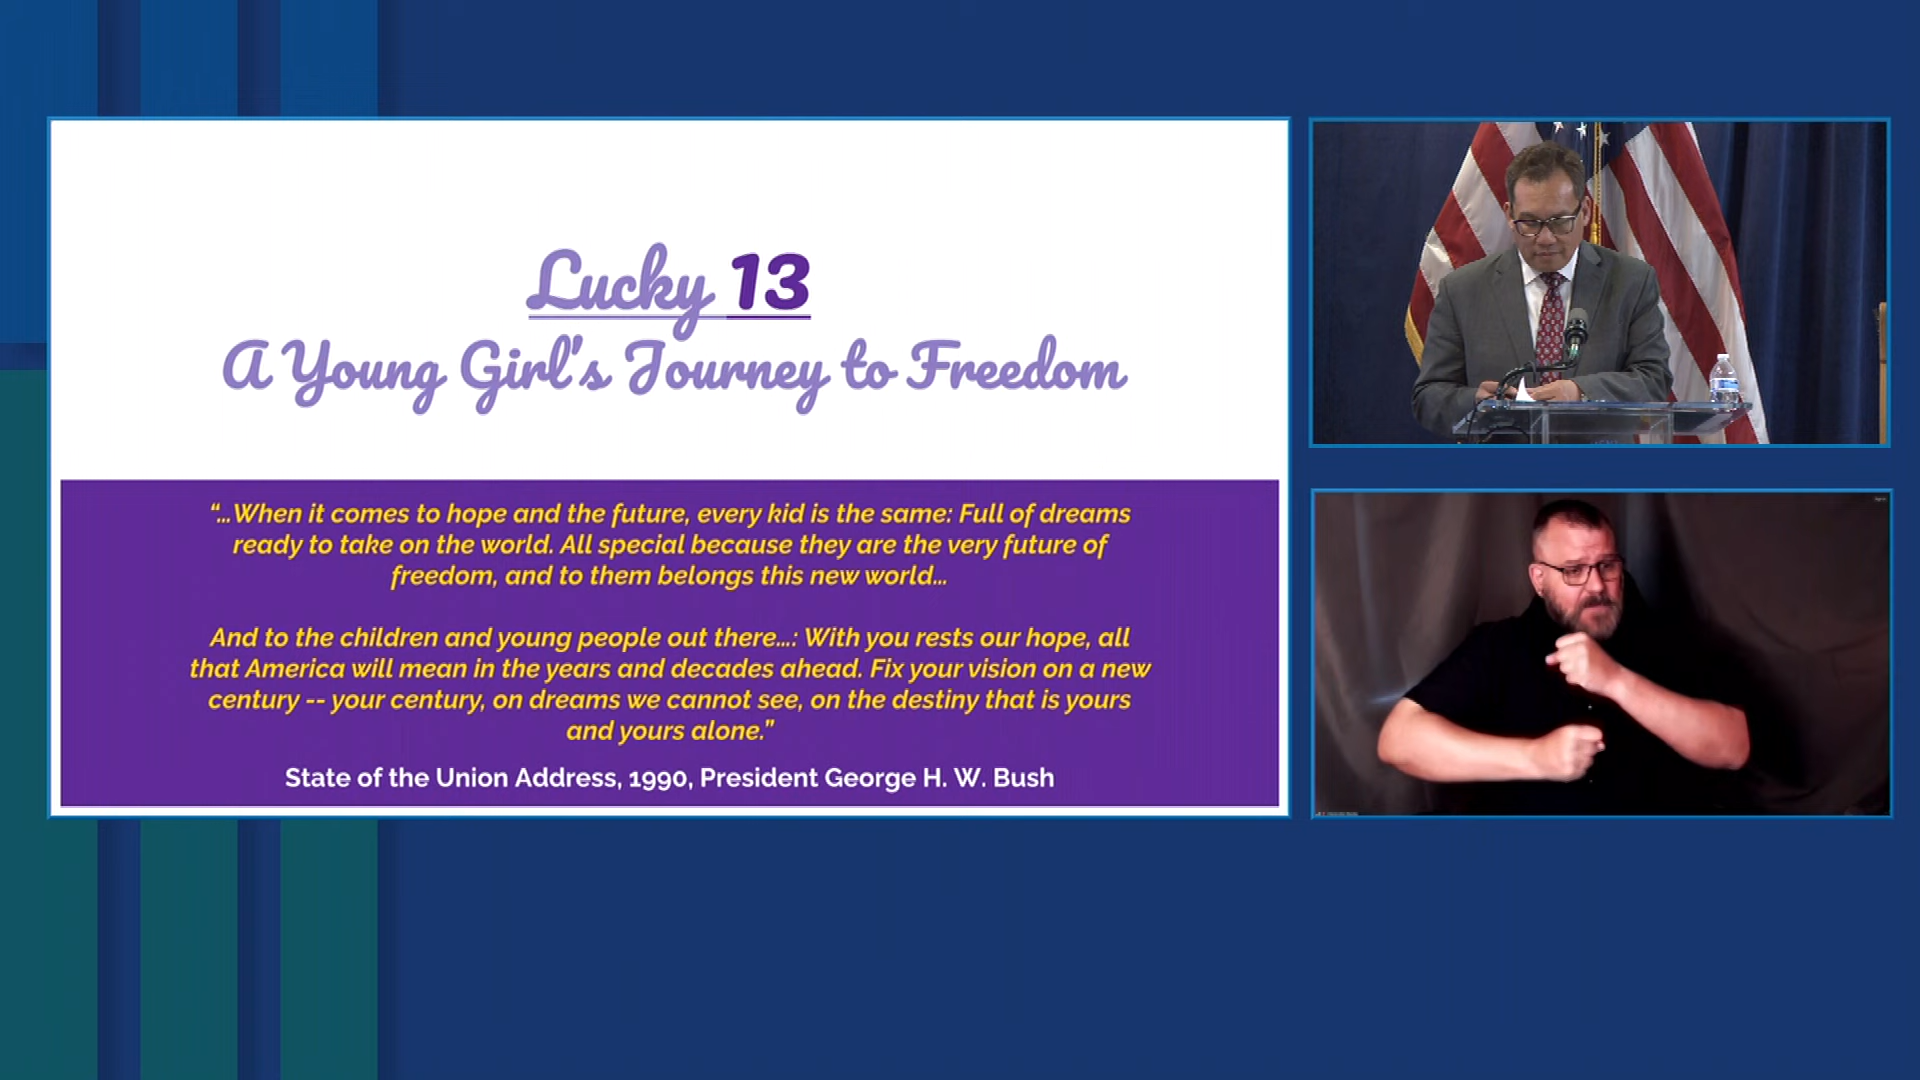 Lucky 13
A Young Girl's Journey to Freedom
“...When it comes to hope and the future, every kid is the same: Full of dreams
ready to take on the world. All special because they are the very future of
freedom, and to them belongs this new world...
And to the children and young people out there...: With you rests our hope, all
that America will mean in the years and decades ahead. Fix your vision on a new
century -- your century, on dreams we cannot see, on the destiny that is yours
and yours alone.”
State of the Union Address, 1990, President George H. W. Bush